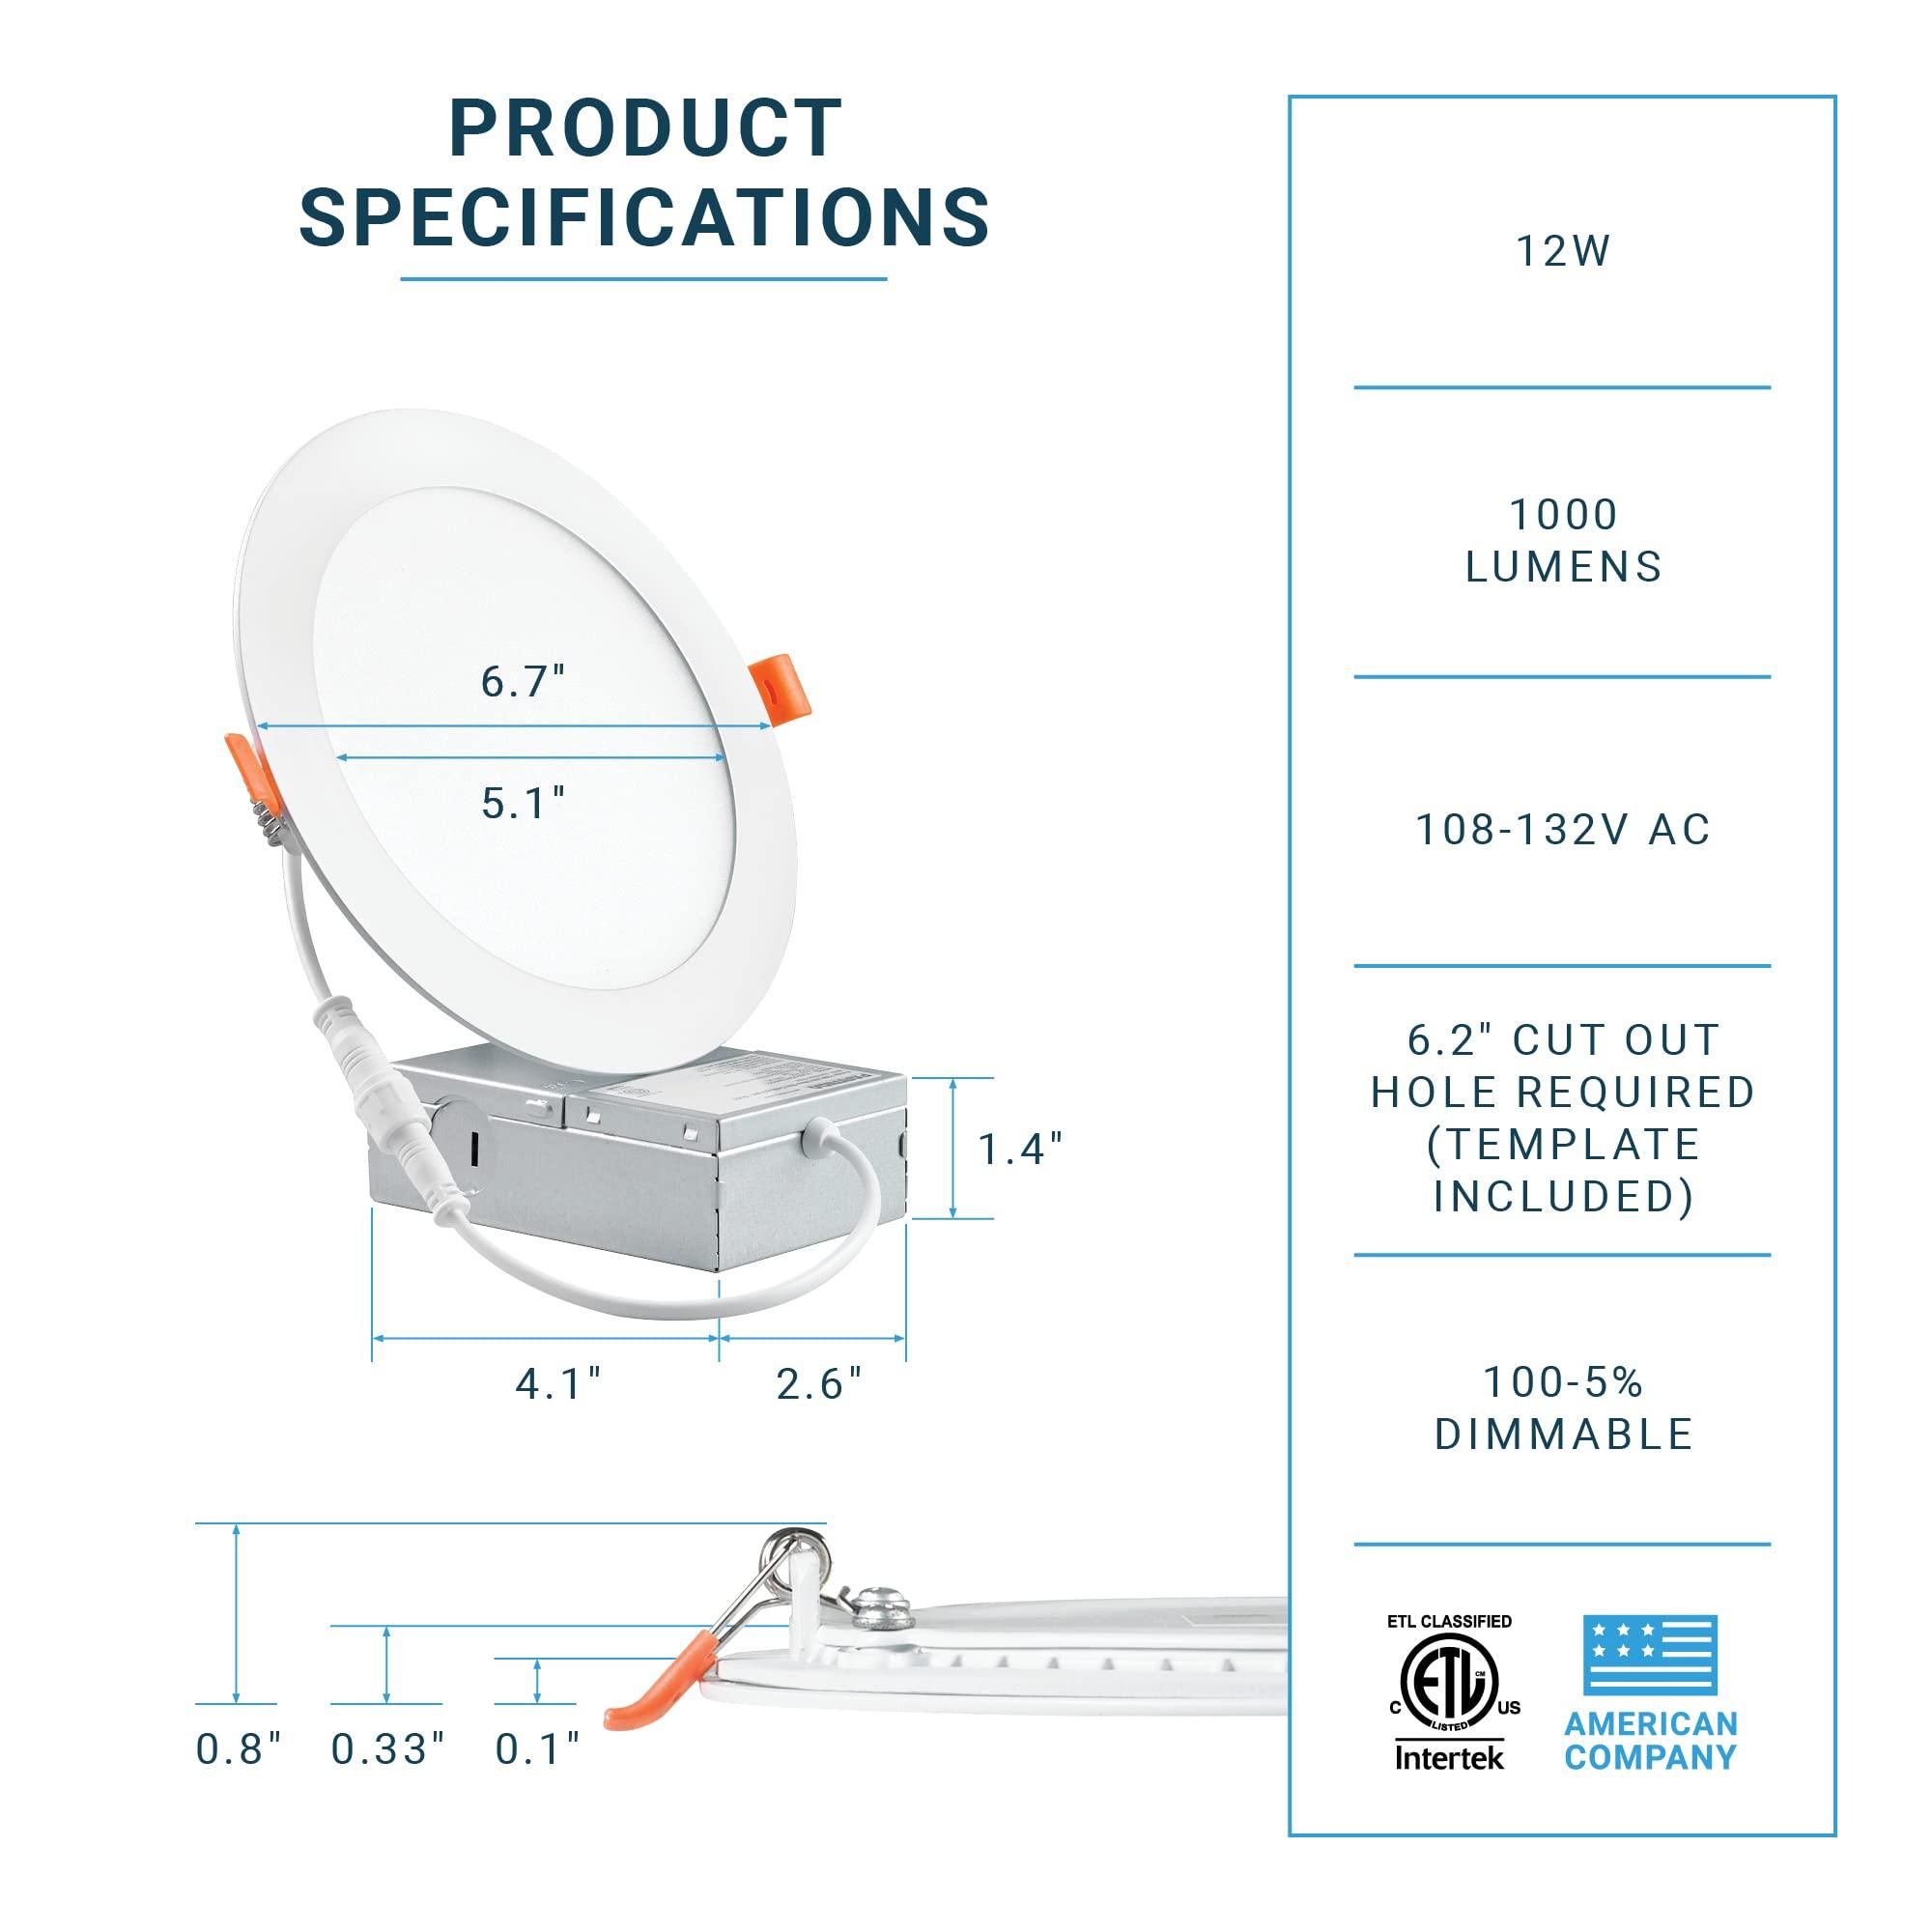 PRODUCT
SPECIFICATIONS
6.7"
5.1"
1.4"
4.1"
2.6"
0.8"
0.33"
0.1"
12W
1000
LUMENS
108-132V AC
6.2" CUT OUT
HOLE REQUIRED
(TEMPLATE
INCLUDED)
100-5%
DIMMABLE
ETL CLASSIFIED
ETL CM
C US
LISTED
Intertek
AMERICAN
COMPANY